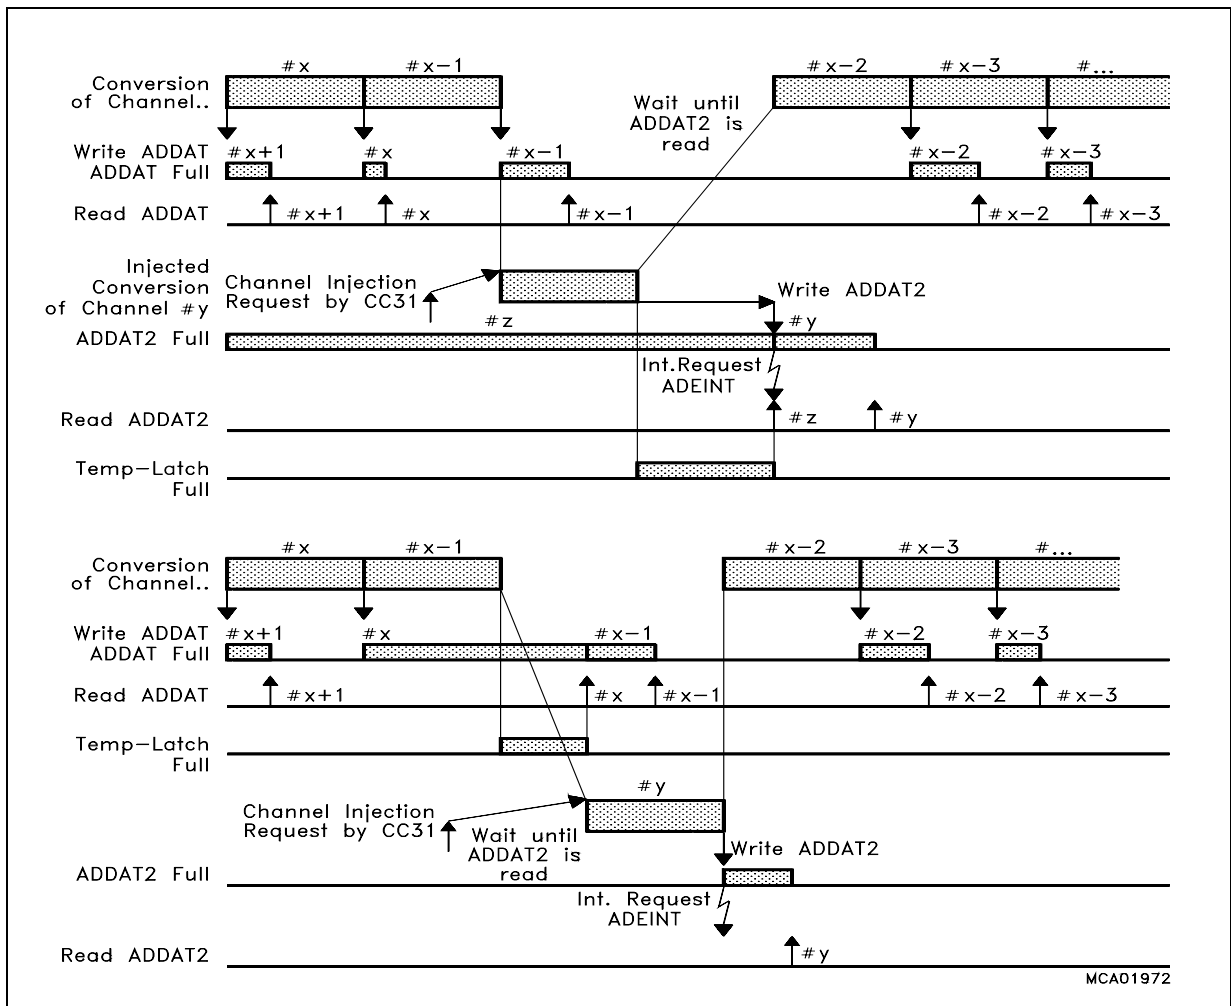 #x #x-1 #x-2 #x-3 #...
Conversion
of Channel..
Wait until
ADDAT2 is
read
Write ADDAT #x+1 #x #x-1 #x-2 #x-3
ADDAT Full
Read ADDAT #x+1 #x #x-1 #x-2 #x-3
Injected
Conversion
of Channel #y
Channel Injection
Request by CC31
Write ADDAT2
#z #y
ADDAT2 Full
Int.Request
ADEINT
Read ADDAT2 #z #y
Temp-Latch
Full
#x #x-1 #x-2 #x-3 #...
Conversion
of Channel..
Write ADDAT #x+1 #x #x-1 #x-2 #x-3
ADDAT Full
Read ADDAT #x+1 #x #x-1 #x-2 #x-3
Temp-Latch
Full
#y
Channel Injection
Request by CC31
Wait until
ADDAT2 is
read
Write ADDAT2
ADDAT2 Full
Int. Request
ADEINT
Read ADDAT2 #y
MCA01972